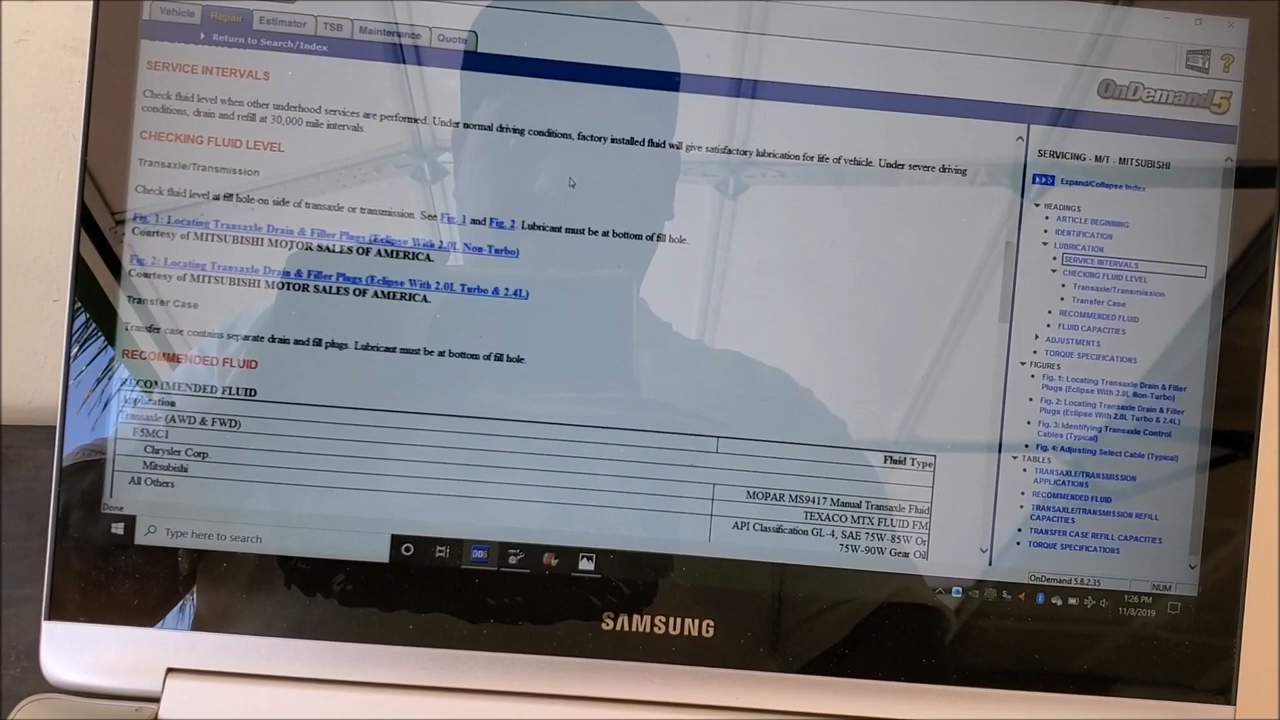 Vehicle
Repair
Estimator
TSB
Maintenance
Quote
Return to Search/Index
OnDemand5
SERVICE INTERVALS
Check fluid level when other underhood services are performed. Under normal driving conditions, factory installed fluid will give satisfactory lubrication for life of vehicle. Under severe driving
conditions, drain and refill at 30,000 mile intervals.
CHECKING FLUID LEVEL
Transaxle/Transmission
Check fluid level at fill hole on side of transaxle or transmission. See Fig. 1 and Fig. 2. Lubricant must be at bottom of fill hole.
Fig. 1: Locating Transaxle Drain & Filler Plugs (Eclipse With 2.0L Non-Turbo)
Courtesy of MITSUBISHI MOTOR SALES OF AMERICA.
Fig. 2: Locating Transaxle Drain & Filler Plugs (Eclipse With 2.0L Turbo & 2.4L)
Courtesy of MITSUBISHI MOTOR SALES OF AMERICA.
Transfer Case
Transfer case contains separate drain and fill plugs. Lubricant must be at bottom of fill hole.
RECOMMENDED FLUID
RECOMMENDED FLUID
Application
Fluid Type
Transaxle (AWD & FWD)
F5MC1
Chrysler Corp.
MOPAR MS9417 Manual Transaxle Fluid
Mitsubishi
TEXACO MTX FLUID FM
All Others
API Classification GL-4, SAE 75W-85W Or
75W-90W Gear Oil
SERVICING - M/T - MITSUBISHI
Expand/Collapse Index
HEADINGS
ARTICLE BEGINNING
IDENTIFICATION
LUBRICATION
SERVICE INTERVALS
CHECKING FLUID LEVEL
Transaxle/Transmission
Transfer Case
RECOMMENDED FLUID
FLUID CAPACITIES
ADJUSTMENTS
TORQUE SPECIFICATIONS
FIGURES
Fig. 1: Locating Transaxle Drain & Filler
Plugs (Eclipse With 2.0L Non-Turbo)
Fig. 2: Locating Transaxle Drain & Filler
Plugs (Eclipse With 2.0L Turbo & 2.4L)
Fig. 3: Identifying Transaxle Control
Cables (Typical)
Fig. 4: Adjusting Select Cable (Typical)
TABLES
TRANSAXLE/TRANSMISSION
APPLICATIONS
RECOMMENDED FLUID
TRANSAXLE/TRANSMISSION REFILL
CAPACITIES
TRANSFER CASE REFILL CAPACITIES
TORQUE SPECIFICATIONS
Done
OnDemand 5.8.2.35
NUM
Type here to search
OD5
1:26 PM
11/8/2019
SAMSUNG